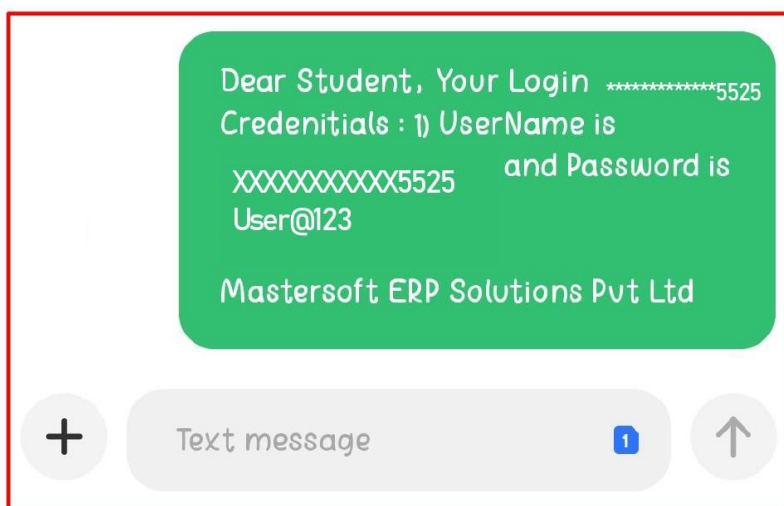 Dear Student, Your Login *************5525
Credenitials : 1) UserName is
XXXXXXXXXXX5525 and Password is
User@123
Mastersoft ERP Solutions Pvt Ltd
Text message 1